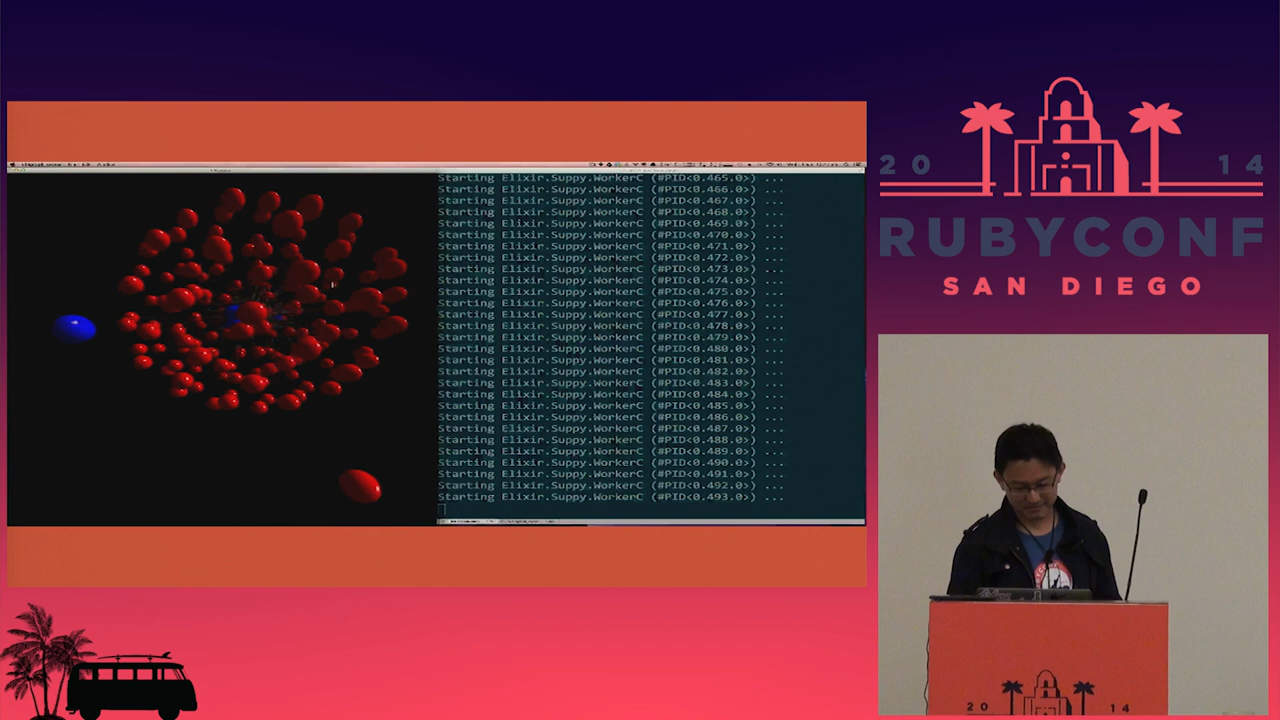 Starting Elixir.Suppy.WorkerC (#PID<0.465.0>) ...
Starting Elixir.Suppy.WorkerC (#PID<0.466.0>) ...
Starting Elixir.Suppy.WorkerC (#PID<0.467.0>) ...
Starting Elixir.Suppy.WorkerC (#PID<0.468.0>) ...
Starting Elixir.Suppy.WorkerC (#PID<0.469.0>) ...
Starting Elixir.Suppy.WorkerC (#PID<0.470.0>) ...
Starting Elixir.Suppy.WorkerC (#PID<0.471.0>) ...
Starting Elixir.Suppy.WorkerC (#PID<0.472.0>) ...
Starting Elixir.Suppy.WorkerC (#PID<0.473.0>) ...
Starting Elixir.Suppy.WorkerC (#PID<0.474.0>) ...
Starting Elixir.Suppy.WorkerC (#PID<0.475.0>) ...
Starting Elixir.Suppy.WorkerC (#PID<0.476.0>) ...
Starting Elixir.Suppy.WorkerC (#PID<0.477.0>) ...
Starting Elixir.Suppy.WorkerC (#PID<0.478.0>) ...
Starting Elixir.Suppy.WorkerC (#PID<0.479.0>) ...
Starting Elixir.Suppy.WorkerC (#PID<0.480.0>) ...
Starting Elixir.Suppy.WorkerC (#PID<0.481.0>) ...
Starting Elixir.Suppy.WorkerC (#PID<0.482.0>) ...
Starting Elixir.Suppy.WorkerC (#PID<0.483.0>) ...
Starting Elixir.Suppy.WorkerC (#PID<0.484.0>) ...
Starting Elixir.Suppy.WorkerC (#PID<0.485.0>) ...
Starting Elixir.Suppy.WorkerC (#PID<0.486.0>) ...
Starting Elixir.Suppy.WorkerC (#PID<0.487.0>) ...
Starting Elixir.Suppy.WorkerC (#PID<0.488.0>) ...
Starting Elixir.Suppy.WorkerC (#PID<0.489.0>) ...
Starting Elixir.Suppy.WorkerC (#PID<0.490.0>) ...
Starting Elixir.Suppy.WorkerC (#PID<0.491.0>) ...
Starting Elixir.Suppy.WorkerC (#PID<0.492.0>) ...
Starting Elixir.Suppy.WorkerC (#PID<0.493.0>) ...
20 14
RUBYCONF
SAN DIEGO
20 14